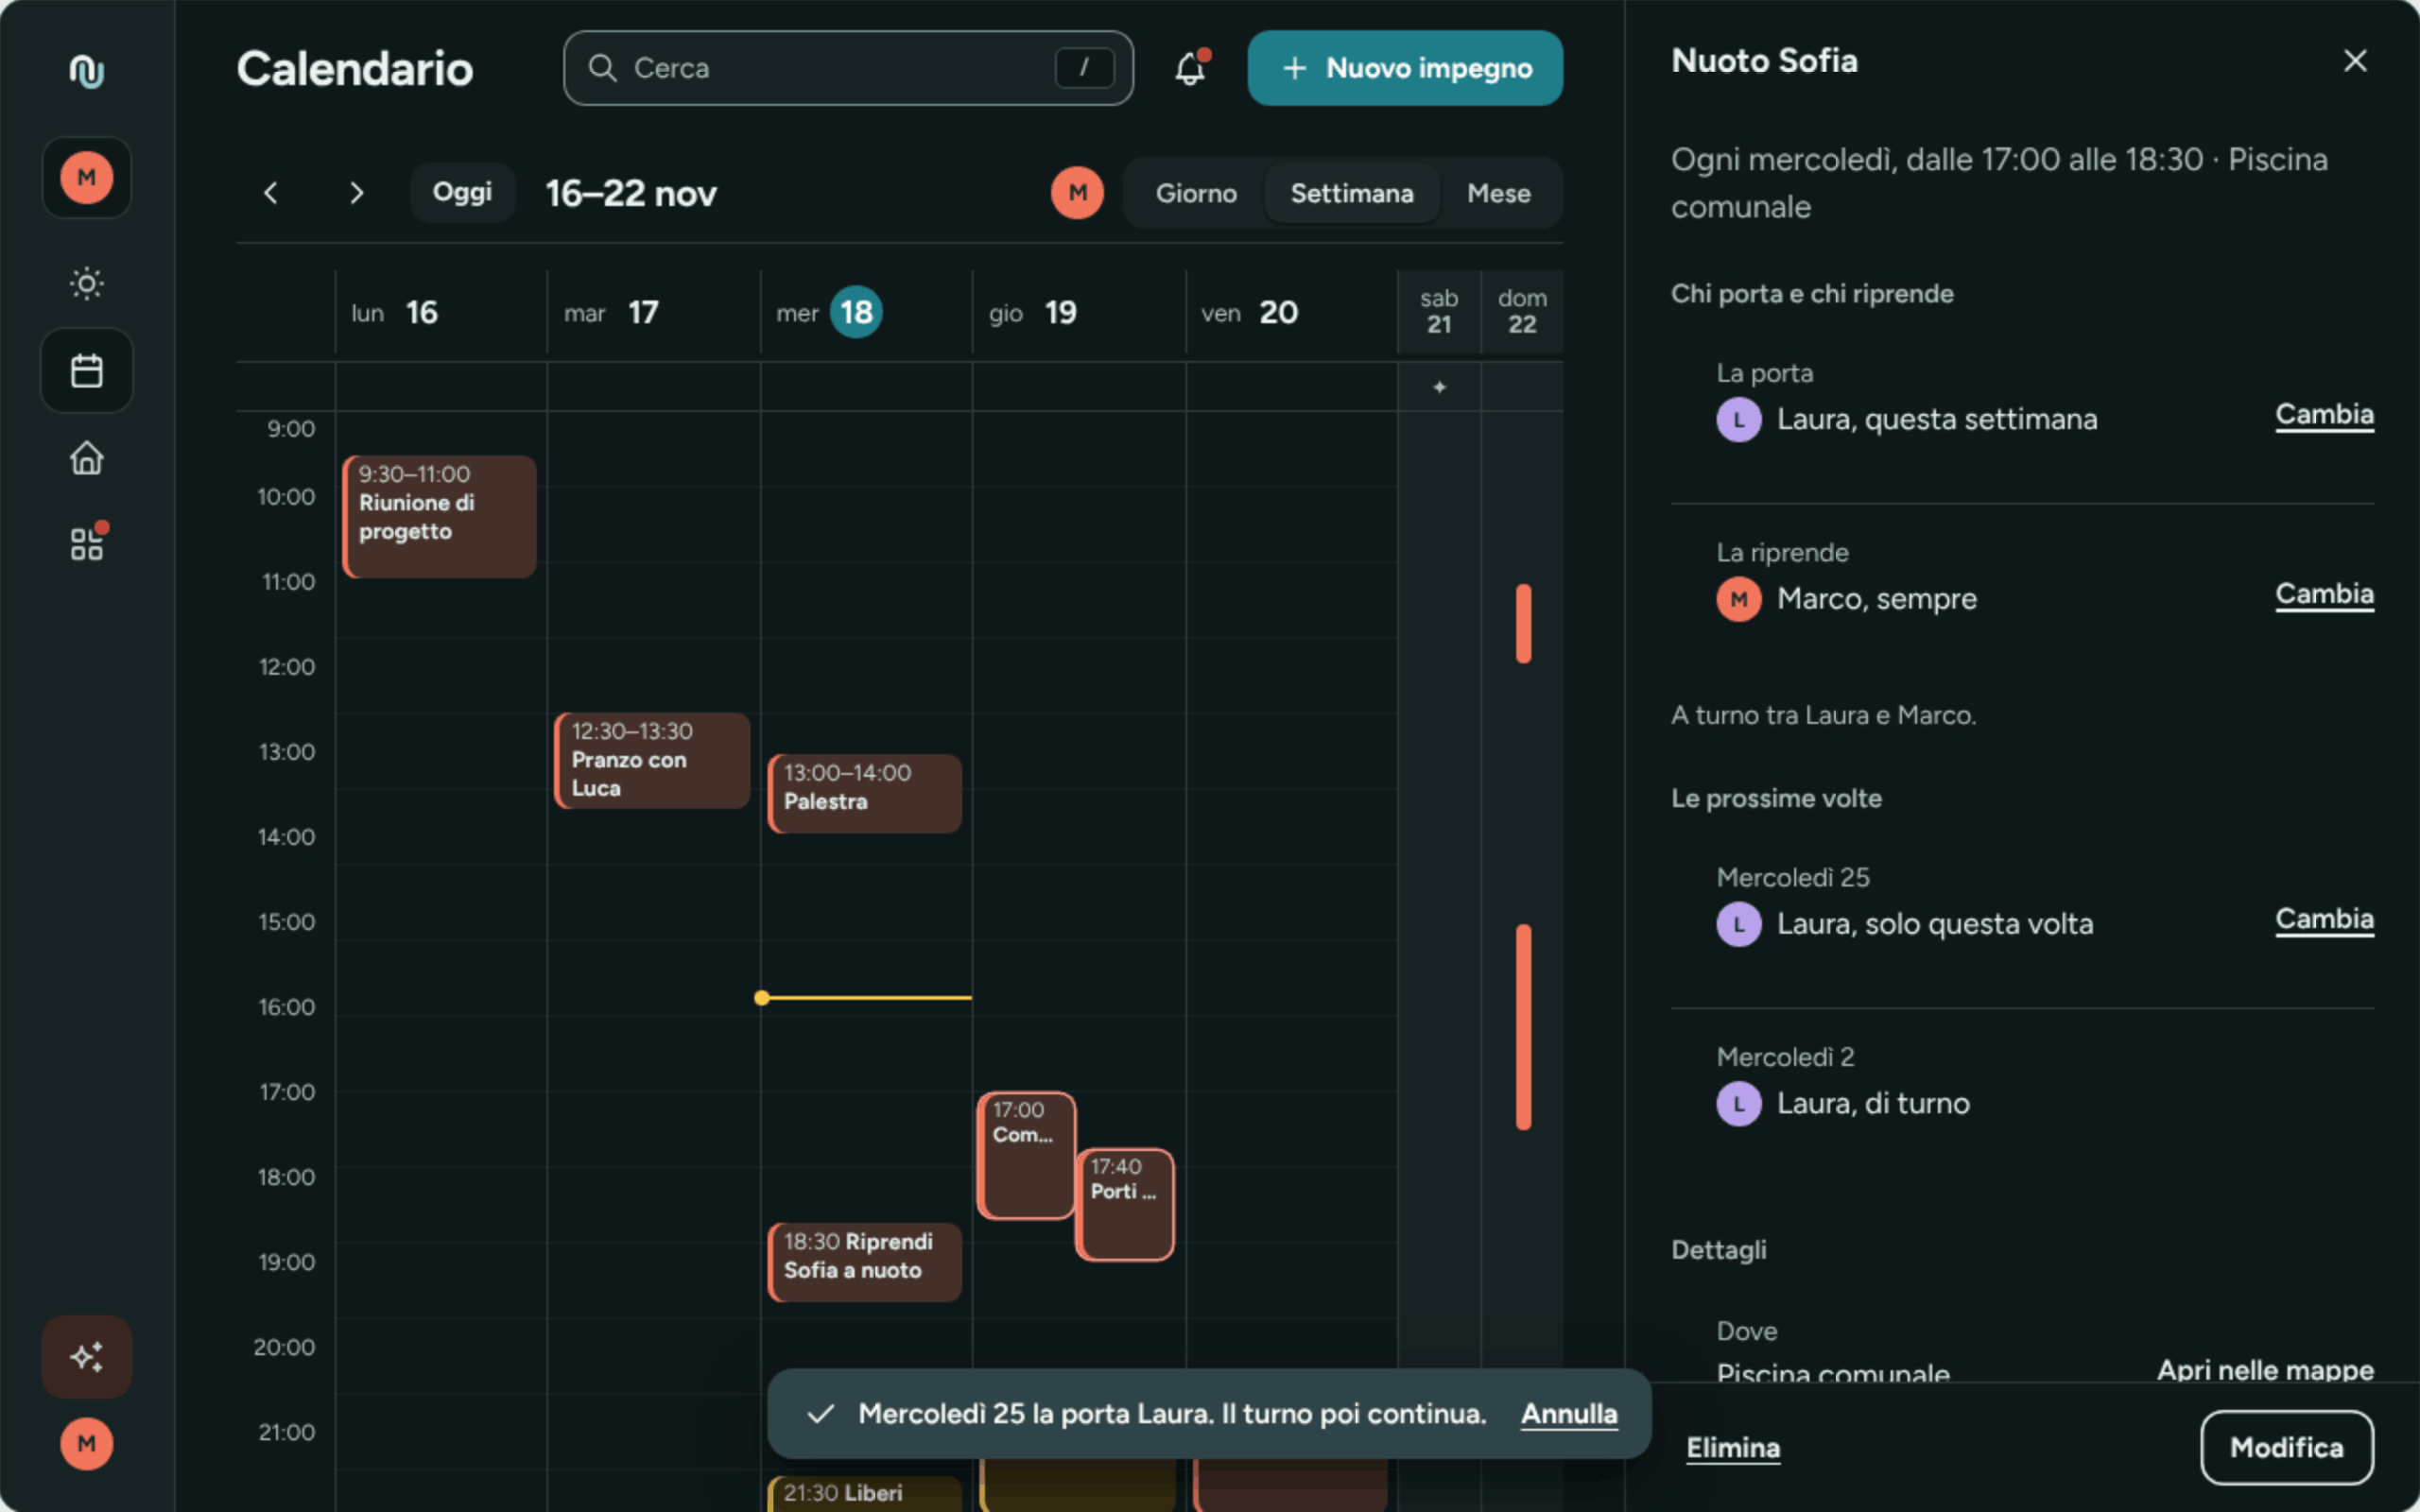 Calendario
Cerca
/
+ Nuovo impegno
M
Oggi
16–22 nov
M
Giorno
Settimana
Mese
lun 16
mar 17
mer 18
gio 19
ven 20
sab
21
dom
22
9:00
10:00
11:00
12:00
13:00
14:00
15:00
16:00
17:00
18:00
19:00
20:00
21:00
9:30–11:00
Riunione di
progetto
12:30–13:30
Pranzo con
Luca
13:00–14:00
Palestra
18:30 Riprendi
Sofia a nuoto
21:30 Liberi
17:00
Com...
17:40
Porti ...
M
Mercoledì 25 la porta Laura. Il turno poi continua.
Annulla
Nuoto Sofia
Ogni mercoledì, dalle 17:00 alle 18:30 · Piscina
comunale
Chi porta e chi riprende
La porta
L Laura, questa settimana
Cambia
La riprende
M Marco, sempre
Cambia
A turno tra Laura e Marco.
Le prossime volte
Mercoledì 25
L Laura, solo questa volta
Cambia
Mercoledì 2
L Laura, di turno
Dettagli
Dove
Piscina comunale
Apri nelle mappe
Elimina
Modifica